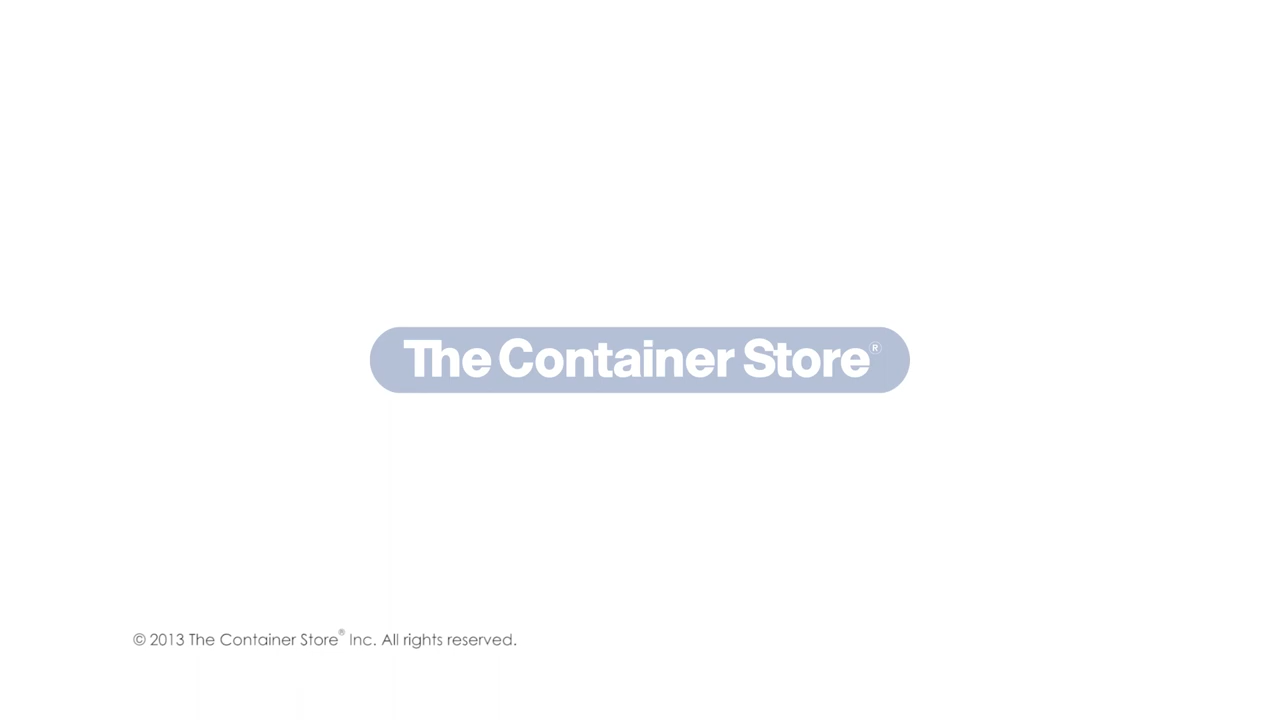 The Container Store®
© 2013 The Container Store® Inc. All rights reserved.